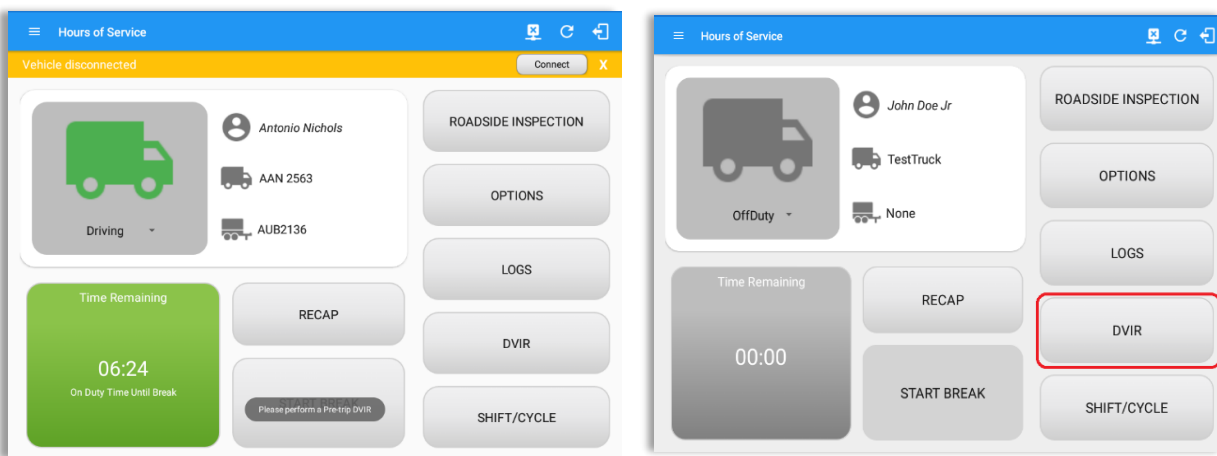 Hours of Service
Vehicle disconnected
Connect
X
Antonio Nichols
AAN 2563
AUB2136
Driving
ROADSIDE INSPECTION
OPTIONS
LOGS
DVIR
SHIFT/CYCLE
Time Remaining
06:24
On Duty Time Until Break
RECAP
START BREAK
Please perform a Pre-trip DVIR
Hours of Service
John Doe Jr
TestTruck
None
OffDuty
ROADSIDE INSPECTION
OPTIONS
LOGS
DVIR
SHIFT/CYCLE
Time Remaining
00:00
RECAP
START BREAK